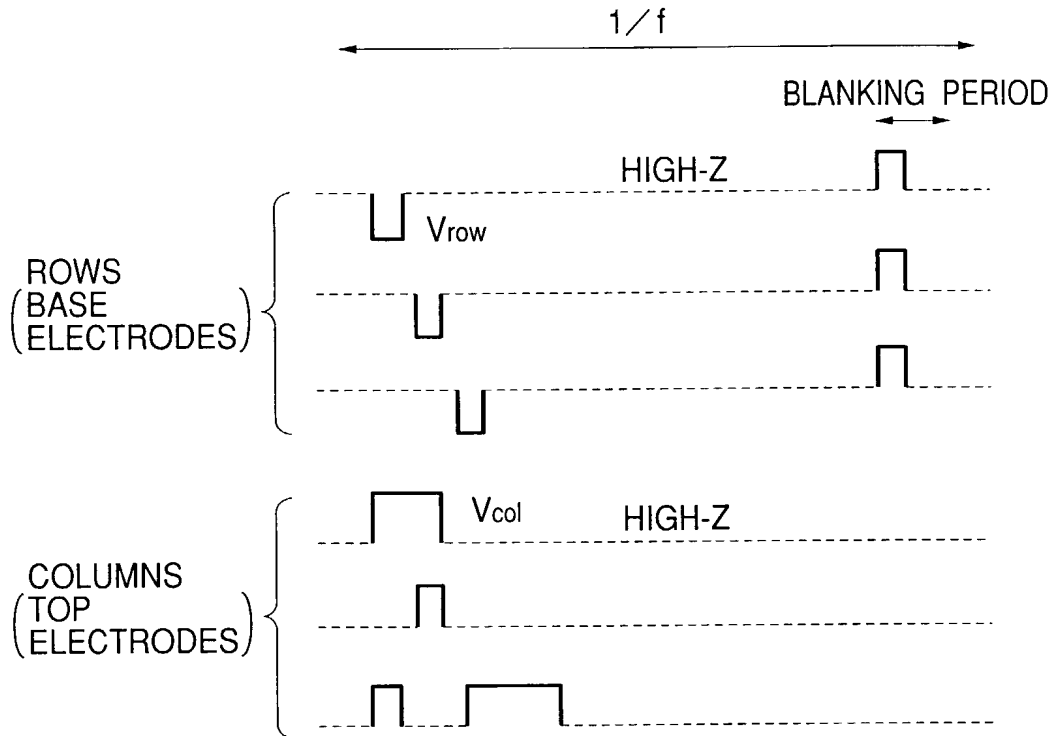 1/f
BLANKING PERIOD
HIGH-Z
Vrow
ROWS
(BASE
ELECTRODES)
Vcol
HIGH-Z
COLUMNS
(TOP
ELECTRODES)